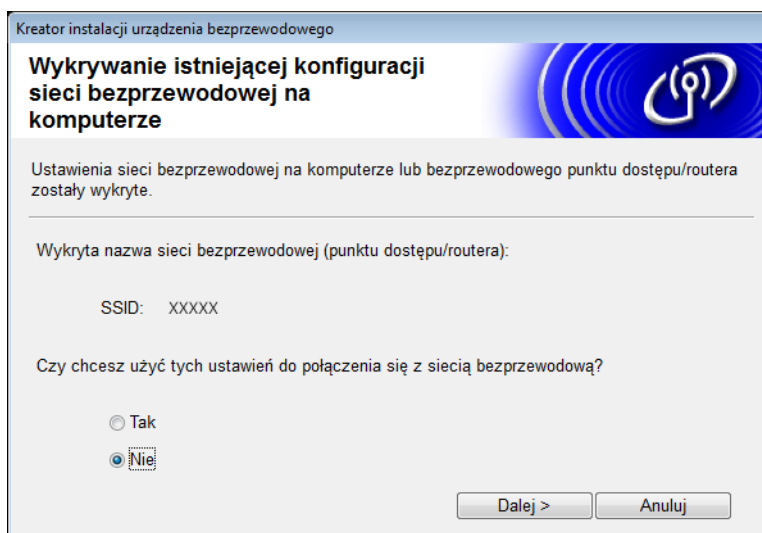 Kreator instalacji urządzenia bezprzewodowego
Wykrywanie istniejącej konfiguracji
sieci bezprzewodowej na
komputerze
Ustawienia sieci bezprzewodowej na komputerze lub bezprzewodowego punktu dostępu/routera
zostały wykryte.
Wykryta nazwa sieci bezprzewodowej (punktu dostępu/routera):
SSID: XXXXX
Czy chcesz użyć tych ustawień do połączenia się z siecią bezprzewodową?
Tak
Nie
Dalej > Anuluj